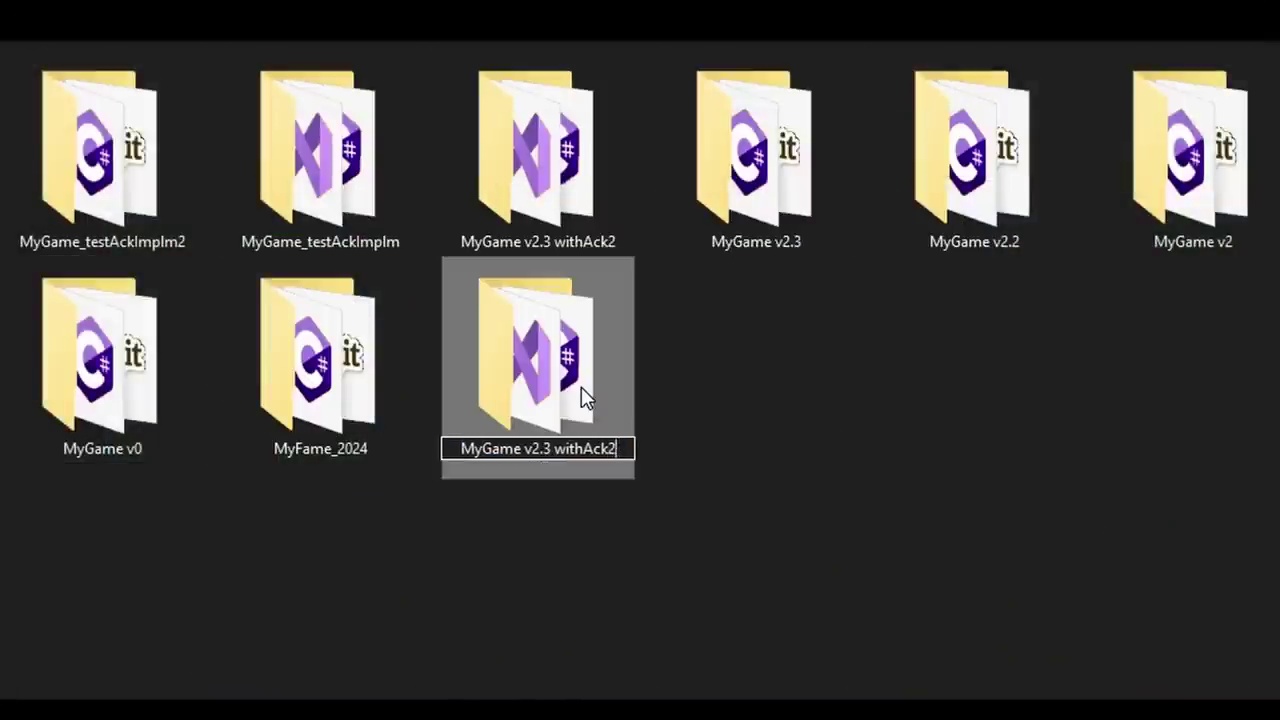 MyGame_testAckImplm2
MyGame_testAckImplm
MyGame v2.3 withAck2
MyGame v2.3
MyGame v2.2
MyGame v2
MyGame v0
MyFame_2024
MyGame v2.3 withAck2